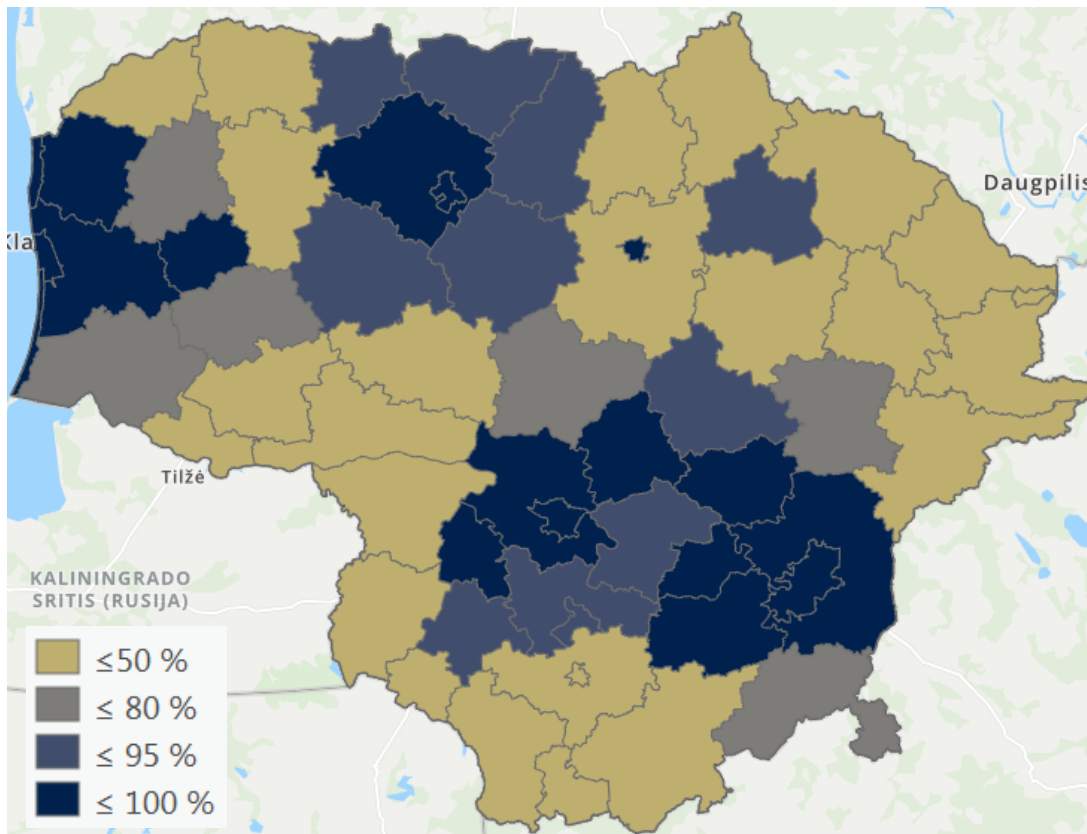 Daugpilis
Kla
Tilžė
KALININGRADO
SRITIS (RUSIJA)
≤50 %
≤ 80 %
≤ 95 %
≤ 100 %